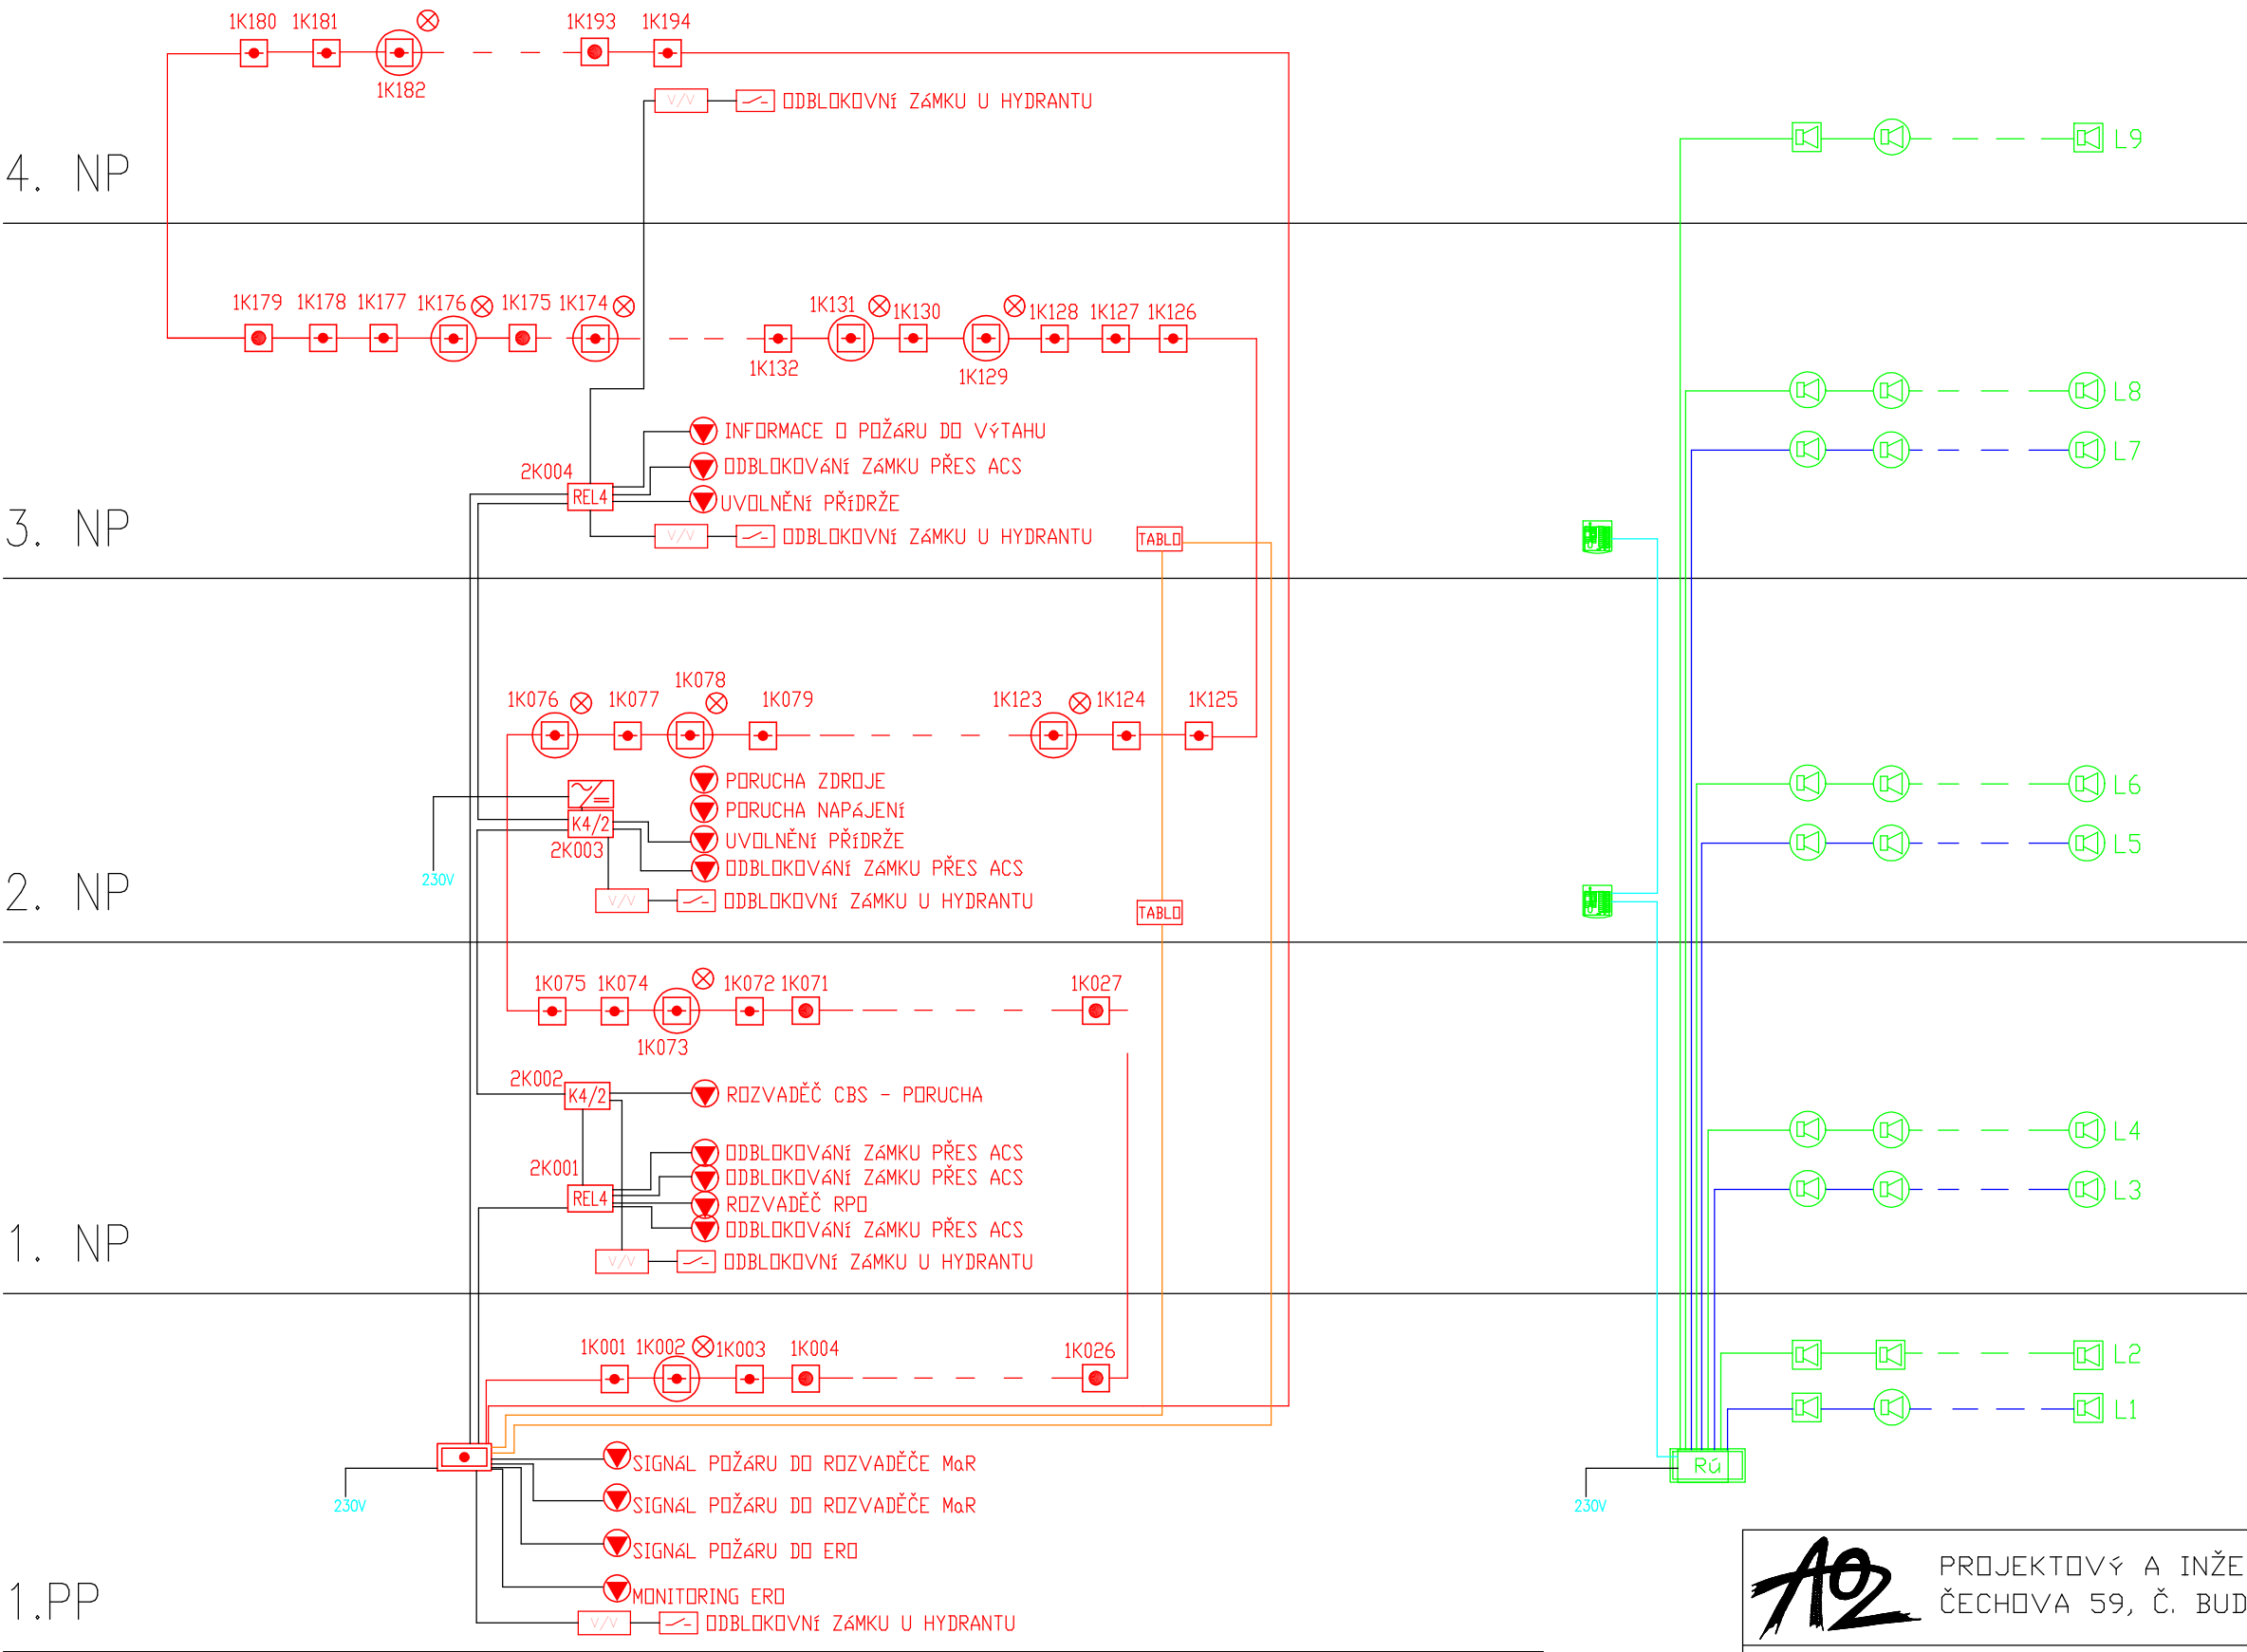 1K180 1K181 1K193 1K194
1K182
V/V ODBLOKOVNÍ ZÁMKU U HYDRANTU
L9
4. NP
1K179 1K178 1K177 1K176 1K175 1K174 1K131 1K130 1K128 1K127 1K126
1K132 1K129
L8
INFORMACE O POŽÁRU DO VÝTAHU
L7
2K004 ODBLOKOVÁNÍ ZÁMKU PŘES ACS
REL4 UVOLNĚNÍ PŘÍDRŽE
3. NP
V/V ODBLOKOVNÍ ZÁMKU U HYDRANTU TABLO
1K078
1K076 1K077 1K079 1K123 1K124 1K125
PORUCHA ZDROJE L6
PORUCHA NAPÁJENÍ
K4/2 UVOLNĚNÍ PŘÍDRŽE L5
2K003 ODBLOKOVÁNÍ ZÁMKU PŘES ACS
230V
2. NP
V/V ODBLOKOVNÍ ZÁMKU U HYDRANTU TABLO
1K075 1K074 1K072 1K071 1K027
1K073
2K002
K4/2 ROZVADĚČ CBS - PORUCHA
L4
ODBLOKOVÁNÍ ZÁMKU PŘES ACS
2K001 ODBLOKOVÁNÍ ZÁMKU PŘES ACS
REL4 ROZVADĚČ RPO L3
ODBLOKOVÁNÍ ZÁMKU PŘES ACS
1. NP
V/V ODBLOKOVNÍ ZÁMKU U HYDRANTU
1K001 1K002 1K003 1K004 1K026 L2
L1
SIGNÁL POŽÁRU DO ROZVADĚČE MaR RÚ
230V SIGNÁL POŽÁRU DO ROZVADĚČE MaR 230V
SIGNÁL POŽÁRU DO ERO
MONITORING ERO
1.PP
V/V ODBLOKOVNÍ ZÁMKU U HYDRANTU
A02
PROJEKTOVÝ A INŽE
ČECHOVA 59, Č. BUD